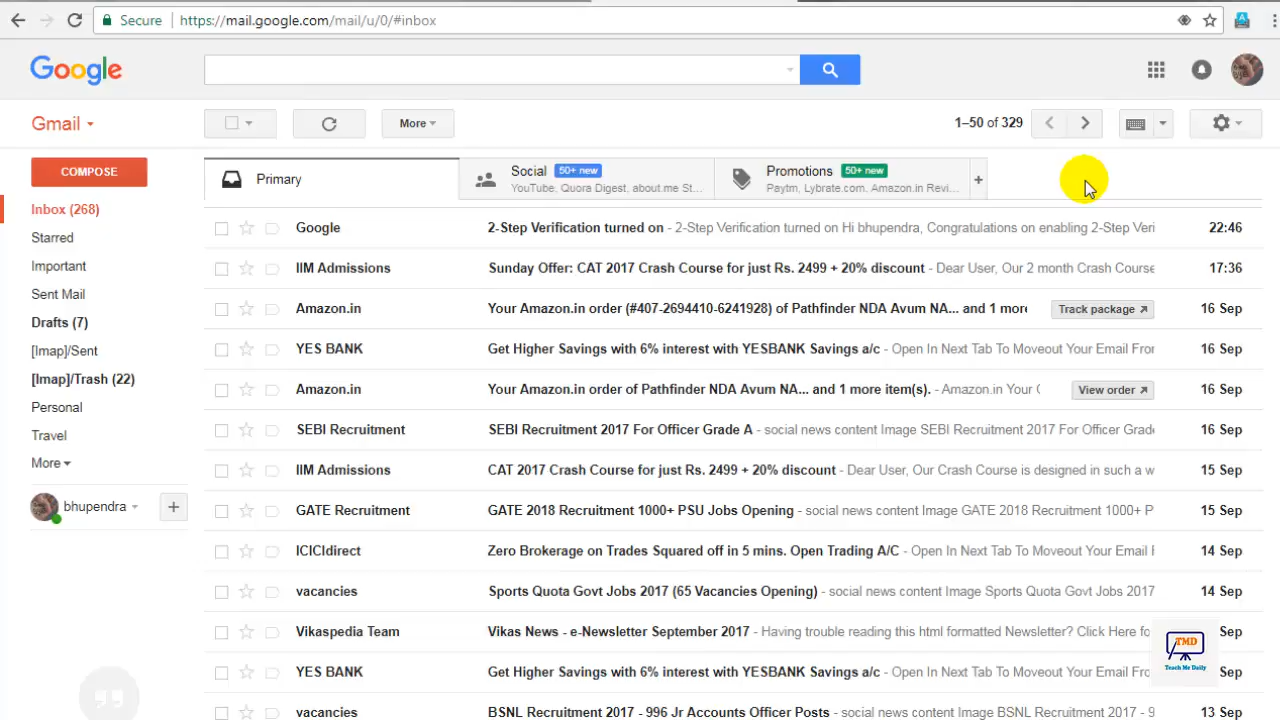 Secure https://mail.google.com/mail/u/0/#inbox
Google
Gmail
More
1–50 of 329
COMPOSE
Inbox (268)
Starred
Important
Sent Mail
Drafts (7)
[Imap]/Sent
[Imap]/Trash (22)
Personal
Travel
More
bhupendra
Primary
Social 50+ new
YouTube, Quora Digest, about.me St...
Promotions 50+ new
Paytm, Lybrate.com, Amazon.in Revi...
+
Google 2-Step Verification turned on - 2-Step Verification turned on Hi bhupendra, Congratulations on enabling 2-Step Veri 22:46
IIM Admissions Sunday Offer: CAT 2017 Crash Course for just Rs. 2499 + 20% discount - Dear User, Our 2 month Crash Course 17:36
Amazon.in Your Amazon.in order (#407-2694410-6241928) of Pathfinder NDA Avum NA... and 1 more Track package 16 Sep
YES BANK Get Higher Savings with 6% interest with YESBANK Savings a/c - Open In Next Tab To Moveout Your Email Fro 16 Sep
Amazon.in Your Amazon.in order of Pathfinder NDA Avum NA... and 1 more item(s). - Amazon.in Your C View order 16 Sep
SEBI Recruitment SEBI Recruitment 2017 For Officer Grade A - social news content Image SEBI Recruitment 2017 For Officer Grade 16 Sep
IIM Admissions CAT 2017 Crash Course for just Rs. 2499 + 20% discount - Dear User, Our Crash Course is designed in such a w 15 Sep
GATE Recruitment GATE 2018 Recruitment 1000+ PSU Jobs Opening - social news content Image GATE 2018 Recruitment 1000+ P 15 Sep
ICICIdirect Zero Brokerage on Trades Squared off in 5 mins. Open Trading A/C - Open In Next Tab To Moveout Your Email F 14 Sep
vacancies Sports Quota Govt Jobs 2017 (65 Vacancies Opening) - social news content Image Sports Quota Govt Jobs 2017 14 Sep
Vikaspedia Team Vikas News - e-Newsletter September 2017 - Having trouble reading this html formatted Newsletter? Click Here fo Sep
YES BANK Get Higher Savings with 6% interest with YESBANK Savings a/c - Open In Next Tab To Moveout Your Email Fro Sep
vacancies BSNL Recruitment 2017 - 996 Jr Accounts Officer Posts - social news content Image BSNL Recruitment 2017 - 9 13 Sep
TMD
Teach Me Daily